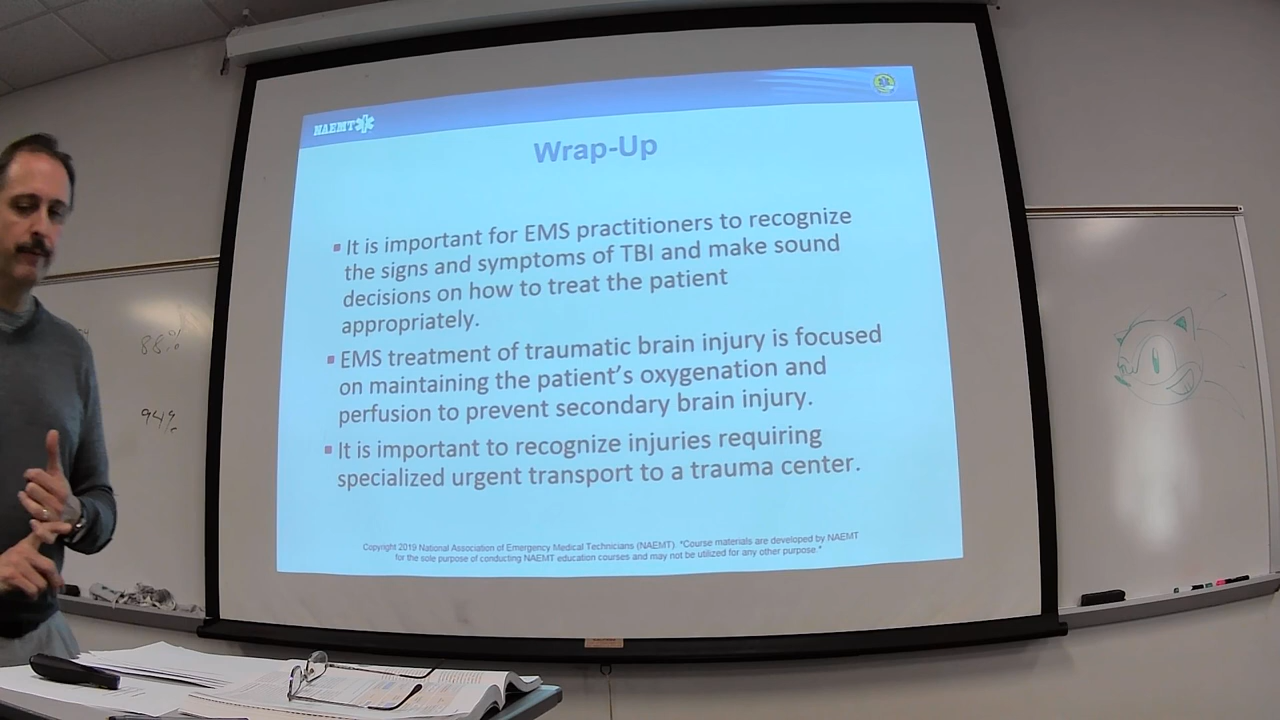 NAEMT
Wrap-Up
It is important for EMS practitioners to recognize
the signs and symptoms of TBI and make sound
decisions on how to treat the patient
appropriately.
EMS treatment of traumatic brain injury is focused
on maintaining the patient's oxygenation and
perfusion to prevent secondary brain injury.
It is important to recognize injuries requiring
specialized urgent transport to a trauma center.
Copyright 2019 National Association of Emergency Medical Technicians (NAEMT). *Course materials are developed by NAEMT
for the sole purpose of conducting NAEMT education courses and may not be utilized for any other purpose.*
88%
94%